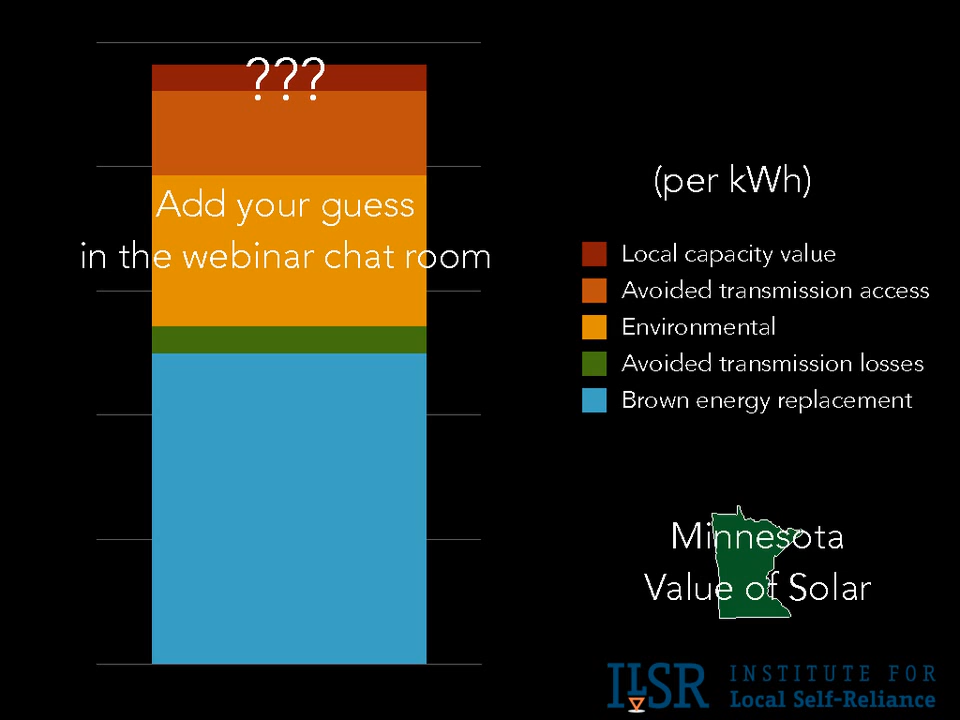 ???
Add your guess
in the webinar chat room
(per kWh)
Local capacity value
Avoided transmission access
Environmental
Avoided transmission losses
Brown energy replacement
Minnesota
Value of Solar
ILSR
INSTITUTE FOR
Local Self-Reliance